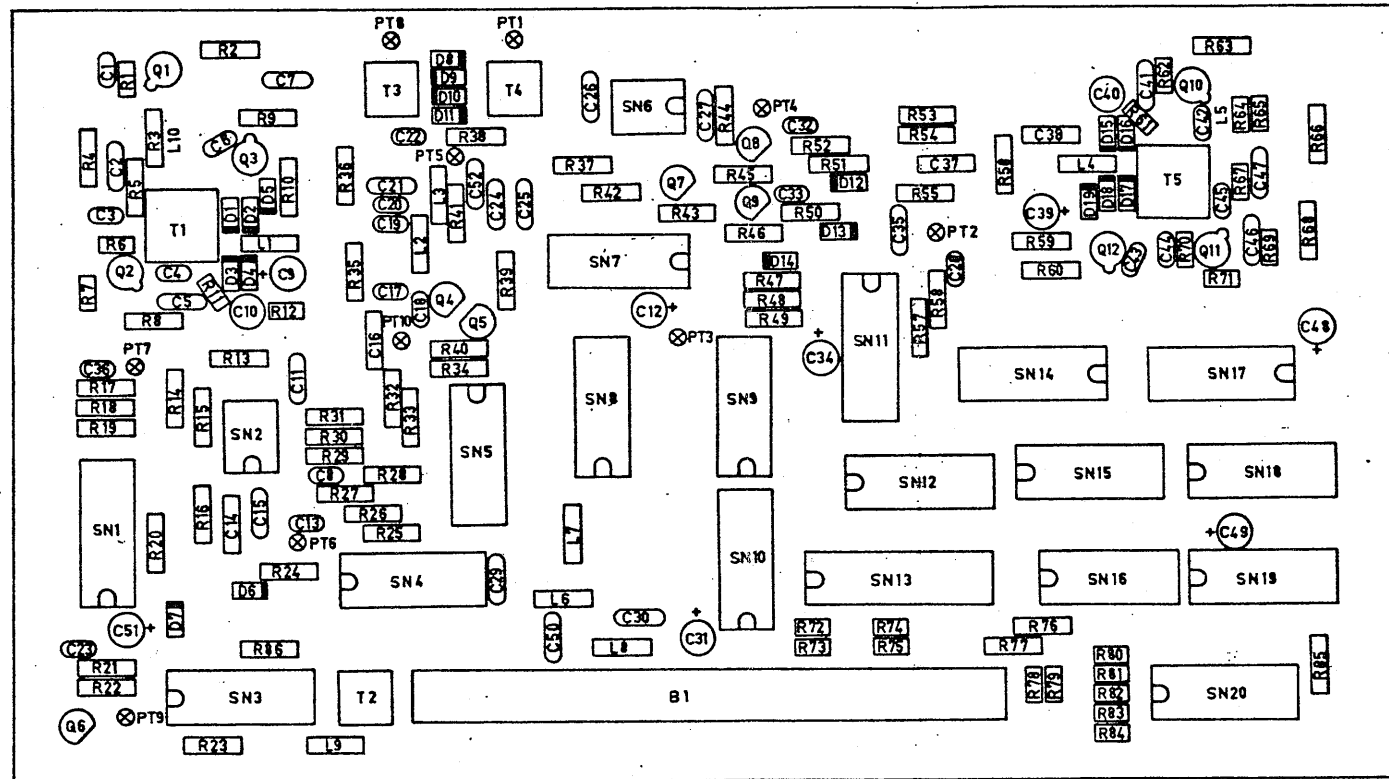 PT8
PT1
R2
R63
C1
R1
Q1
C7
D8
D9
D10
D11
T3
T4
C26
SN6
C27
R44
PT4
C40
C41
R62
Q10
L5
R64
R65
R66
R3
L10
R9
C22
R38
Q8
C32
R52
R53
R54
C38
D15
D16
R61
C42
R4
C2
R5
C6
Q3
R10
R36
PT5
C52
R37
R45
R51
D12
C37
R50
L4
T5
R67
C47
C3
T1
D1
D2
D5
C21
C20
C19
L3
R41
C24
C25
R42
Q7
Q9
C33
R43
R50
R55
C39
D19
D18
D17
C45
R6
L1
L2
R46
D13
C35
PT2
R59
Q12
C43
C44
R70
Q11
C46
R69
R68
Q2
C4
D3
D4
C9
R35
R39
SN7
D14
C28
R60
R71
R7
C5
R11
C10
R12
C17
C18
Q4
R47
R48
R49
R58
R57
R8
C16
PT10
Q5
C12
PT3
C34
SN11
C48
PT7
R13
C11
R40
R34
SN14
SN17
C36
R17
R18
R19
R14
R15
SN2
R32
R33
R31
R30
R29
SN5
SN8
SN9
C8
R28
R27
SN12
SN15
SN18
SN1
R20
R16
C14
C15
C13
R26
R25
PT6
L7
SN10
C49
R24
D6
SN4
C29
L6
SN13
SN16
SN19
D7
C51
C50
C30
C31
L8
R72
R73
R74
R75
R76
R77
C23
R86
R21
R22
SN3
T2
B1
R78
R79
R80
R81
R82
R83
R84
SN20
R85
Q6
PT9
R23
L9